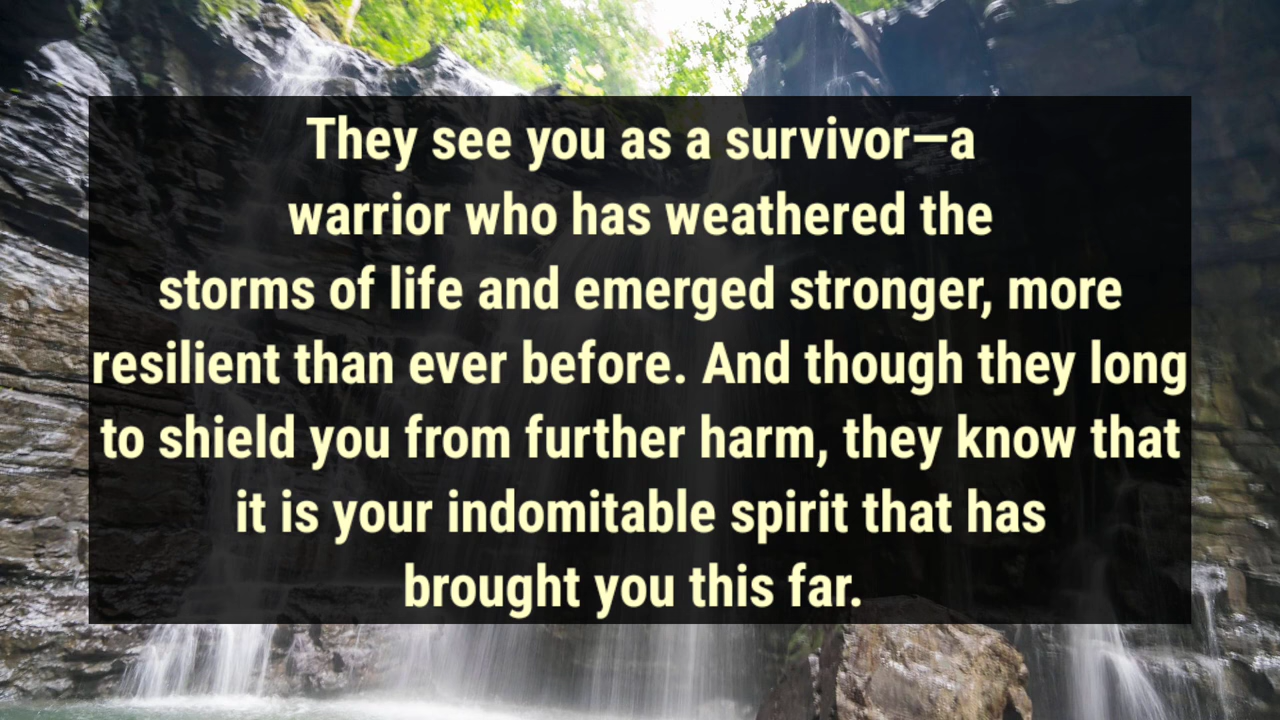 They see you as a survivor—a
warrior who has weathered the
storms of life and emerged stronger, more
resilient than ever before. And though they long
to shield you from further harm, they know that
it is your indomitable spirit that has
brought you this far.